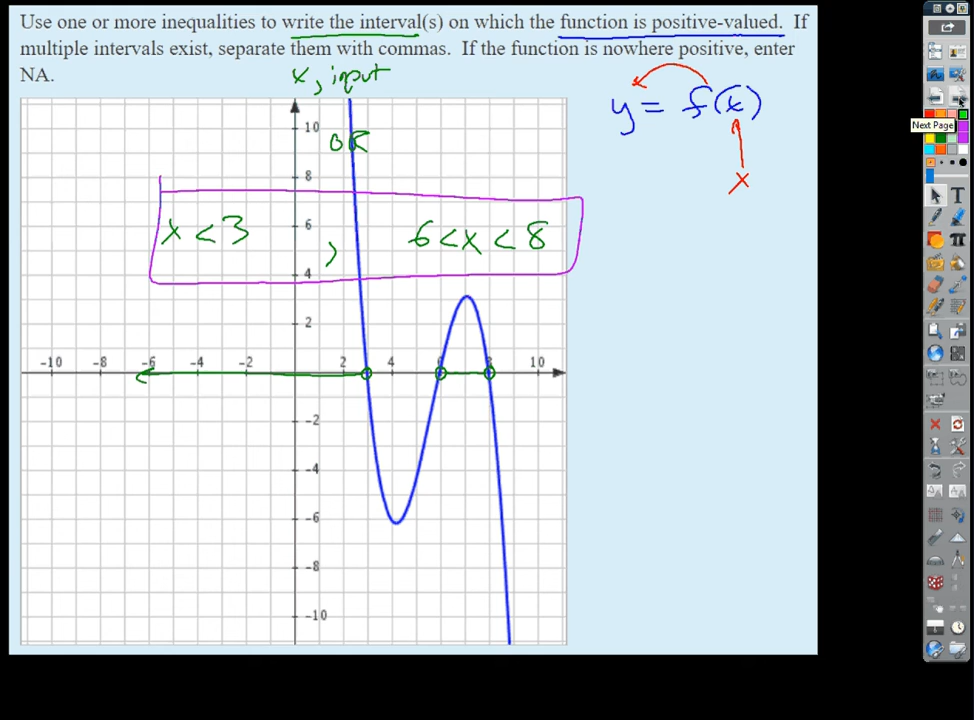 Use one or more inequalities to write the interval(s) on which the function is positive-valued. If
multiple intervals exist, separate them with commas. If the function is nowhere positive, enter
NA.
x, input
y = f(x)
Next Page
10
OR
x
8
x < 3 , 6 < x < 8
6
4
2
-10 -8 -6 -4 -2 2 4 6 8 10
-2
-4
-6
-8
-10